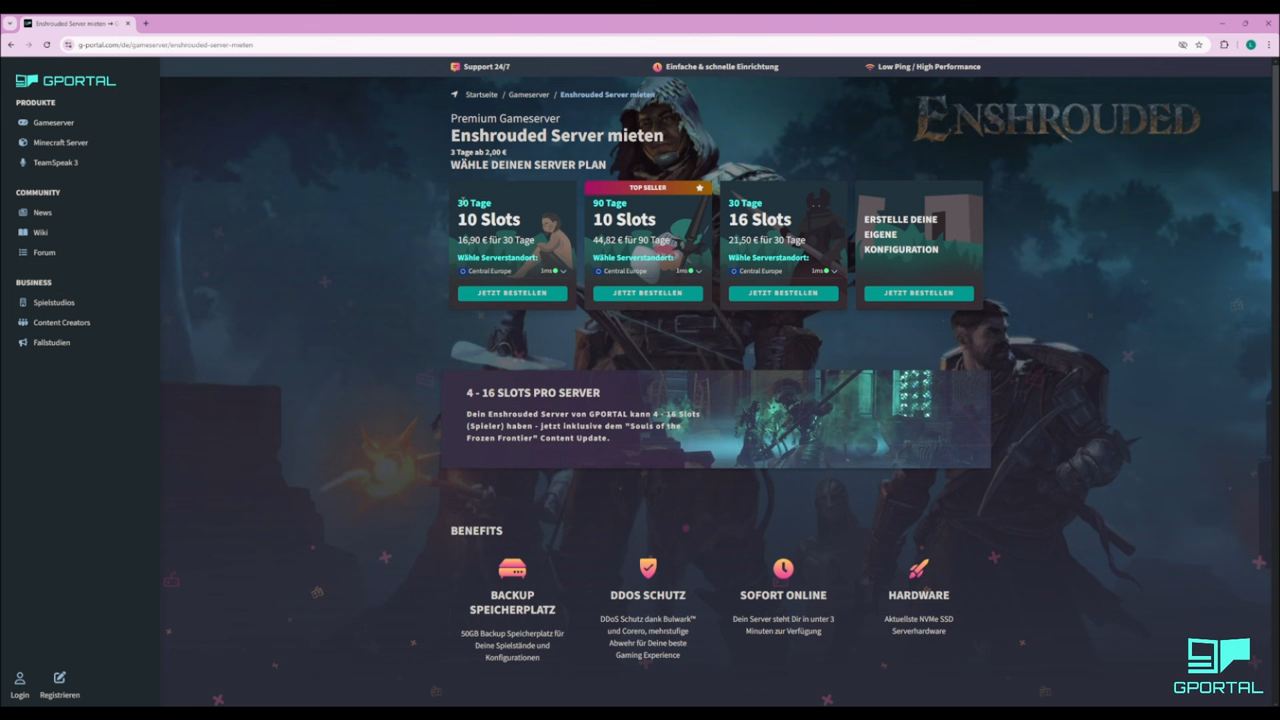 Enshrouded Server mieten
g-portal.com/de/gameserver/enshrouded-server-mieten
L
GPORTAL
PRODUKTE
Gameserver
Minecraft Server
TeamSpeak 3
COMMUNITY
News
Wiki
Forum
BUSINESS
Spielstudios
Content Creators
Fallstudien
Login
Registrieren
Support 24/7
Einfache & schnelle Einrichtung
Low Ping / High Performance
Startseite / Gameserver / Enshrouded Server mieten
ENSHROUDED
Premium Gameserver
Enshrouded Server mieten
3 Tage ab 2,00 €
WÄHLE DEINEN SERVER PLAN
30 Tage
10 Slots
16,90 € für 30 Tage
Wähle Serverstandort:
Central Europe 1ms
JETZT BESTELLEN
TOP SELLER
90 Tage
10 Slots
44,82 € für 90 Tage
Wähle Serverstandort:
Central Europe 1ms
JETZT BESTELLEN
30 Tage
16 Slots
21,50 € für 30 Tage
Wähle Serverstandort:
Central Europe 1ms
JETZT BESTELLEN
ERSTELLE DEINE
EIGENE
KONFIGURATION
JETZT BESTELLEN
4 - 16 SLOTS PRO SERVER
Dein Enshrouded Server von GPORTAL kann 4 - 16 Slots
(Spieler) haben - jetzt inklusive dem "Souls of the
Frozen Frontier" Content Update.
BENEFITS
BACKUP
SPEICHERPLATZ
50GB Backup Speicherplatz für
Deine Spielstände und
Konfigurationen
DDOS SCHUTZ
DDoS Schutz dank Bulwark™
und Corero, mehrstufige
Abwehr für Deine beste
Gaming Experience
SOFORT ONLINE
Dein Server steht Dir in unter 3
Minuten zur Verfügung
HARDWARE
Aktuellste NVMe SSD
Serverhardware
GPORTAL